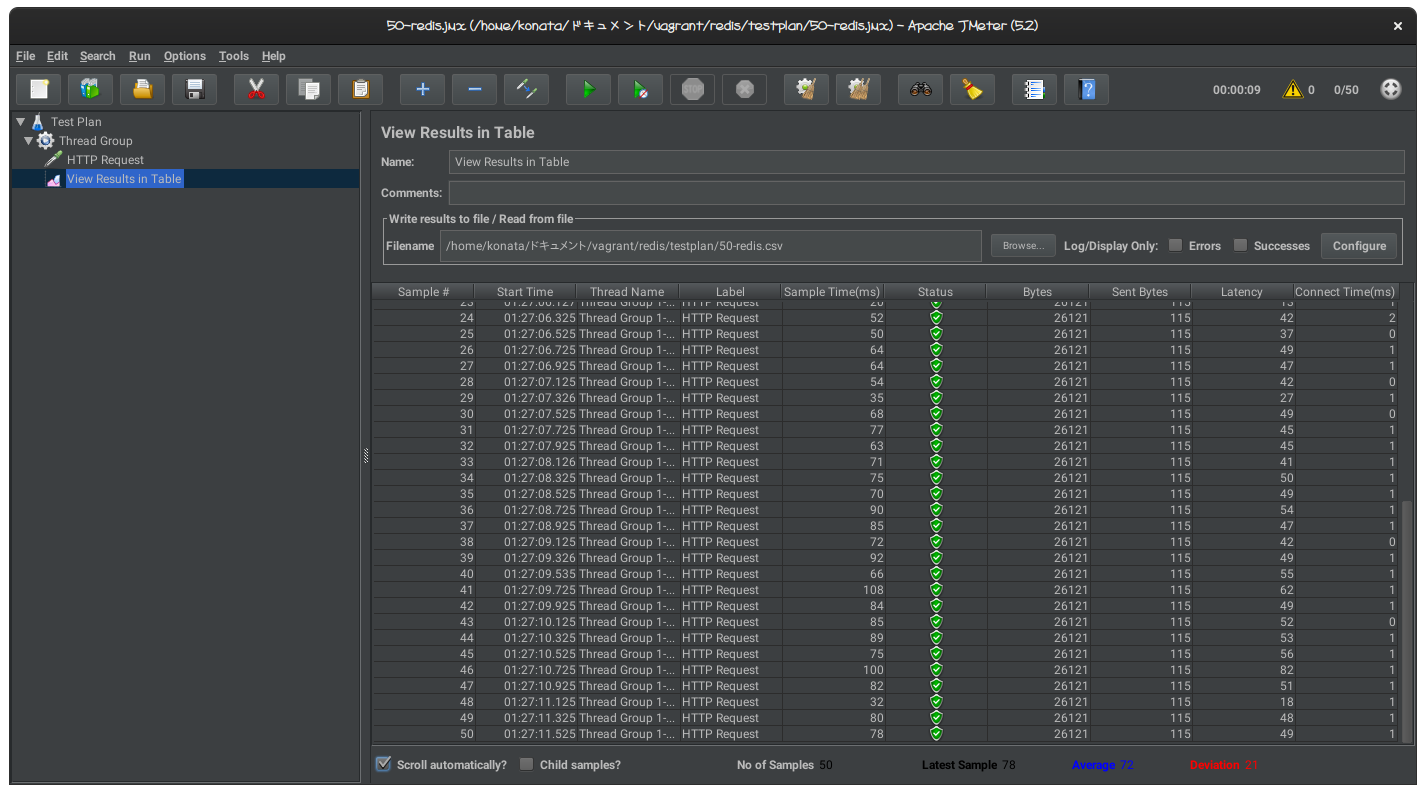 50-redis.jmx (/home/konata/ドキュメント/vagrant/redis/testplan/50-redis.jmx) - Apache JMeter (5.2)
File Edit Search Run Options Tools Help
STOP 00:00:09 0 0/50
Test Plan
Thread Group
HTTP Request
View Results in Table
View Results in Table
Name: View Results in Table
Comments:
Write results to file / Read from file
Filename /home/konata/ドキュメント/vagrant/redis/testplan/50-redis.csv Browse... Log/Display Only: Errors Successes Configure
Sample # Start Time Thread Name Label Sample Time(ms) Status Bytes Sent Bytes Latency Connect Time(ms)
23 01:27:06.127 Thread Group 1-... HTTP Request 26121 115 1
24 01:27:06.325 Thread Group 1-... HTTP Request 52 26121 115 42 2
25 01:27:06.525 Thread Group 1-... HTTP Request 50 26121 115 37 0
26 01:27:06.725 Thread Group 1-... HTTP Request 64 26121 115 49 1
27 01:27:06.925 Thread Group 1-... HTTP Request 64 26121 115 47 1
28 01:27:07.125 Thread Group 1-... HTTP Request 54 26121 115 42 0
29 01:27:07.326 Thread Group 1-... HTTP Request 35 26121 115 27 1
30 01:27:07.525 Thread Group 1-... HTTP Request 68 26121 115 49 0
31 01:27:07.725 Thread Group 1-... HTTP Request 77 26121 115 45 1
32 01:27:07.925 Thread Group 1-... HTTP Request 63 26121 115 45 1
33 01:27:08.126 Thread Group 1-... HTTP Request 71 26121 115 41 1
34 01:27:08.325 Thread Group 1-... HTTP Request 75 26121 115 50 1
35 01:27:08.525 Thread Group 1-... HTTP Request 70 26121 115 49 1
36 01:27:08.725 Thread Group 1-... HTTP Request 90 26121 115 54 1
37 01:27:08.925 Thread Group 1-... HTTP Request 85 26121 115 47 1
38 01:27:09.125 Thread Group 1-... HTTP Request 72 26121 115 42 0
39 01:27:09.326 Thread Group 1-... HTTP Request 92 26121 115 49 1
40 01:27:09.535 Thread Group 1-... HTTP Request 66 26121 115 55 1
41 01:27:09.725 Thread Group 1-... HTTP Request 108 26121 115 62 1
42 01:27:09.925 Thread Group 1-... HTTP Request 84 26121 115 49 1
43 01:27:10.125 Thread Group 1-... HTTP Request 85 26121 115 52 0
44 01:27:10.325 Thread Group 1-... HTTP Request 89 26121 115 53 1
45 01:27:10.525 Thread Group 1-... HTTP Request 75 26121 115 56 1
46 01:27:10.725 Thread Group 1-... HTTP Request 100 26121 115 82 1
47 01:27:10.925 Thread Group 1-... HTTP Request 82 26121 115 51 1
48 01:27:11.125 Thread Group 1-... HTTP Request 32 26121 115 18 1
49 01:27:11.325 Thread Group 1-... HTTP Request 80 26121 115 48 1
50 01:27:11.525 Thread Group 1-... HTTP Request 78 26121 115 49 1
Scroll automatically? Child samples? No of Samples 50 Latest Sample 78 Average 72 Deviation 21